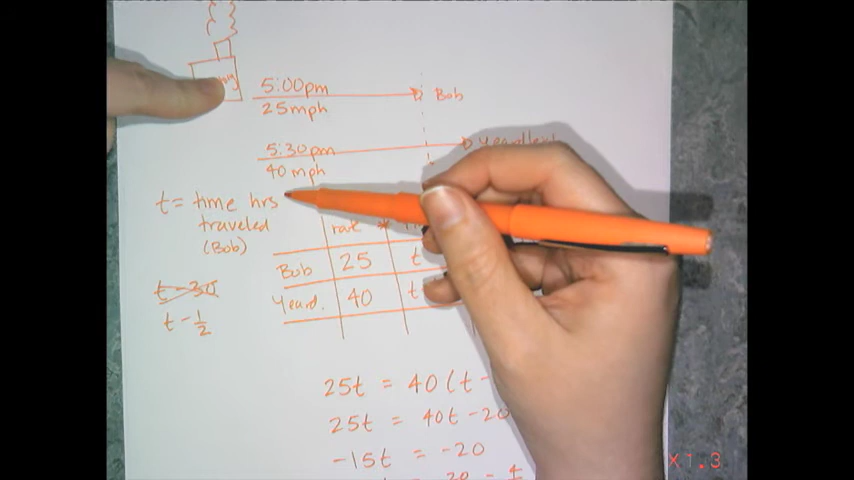 5:00pm
25mph
Bob
5:30pm
40 mph
t = time hrs
traveled
(Bob)
rate *
Bob 25 t
Yeard. 40 t
t - 30
t - 1/2
25t = 40(t -
25t = 40t - 20
-15t = -20
×1.3